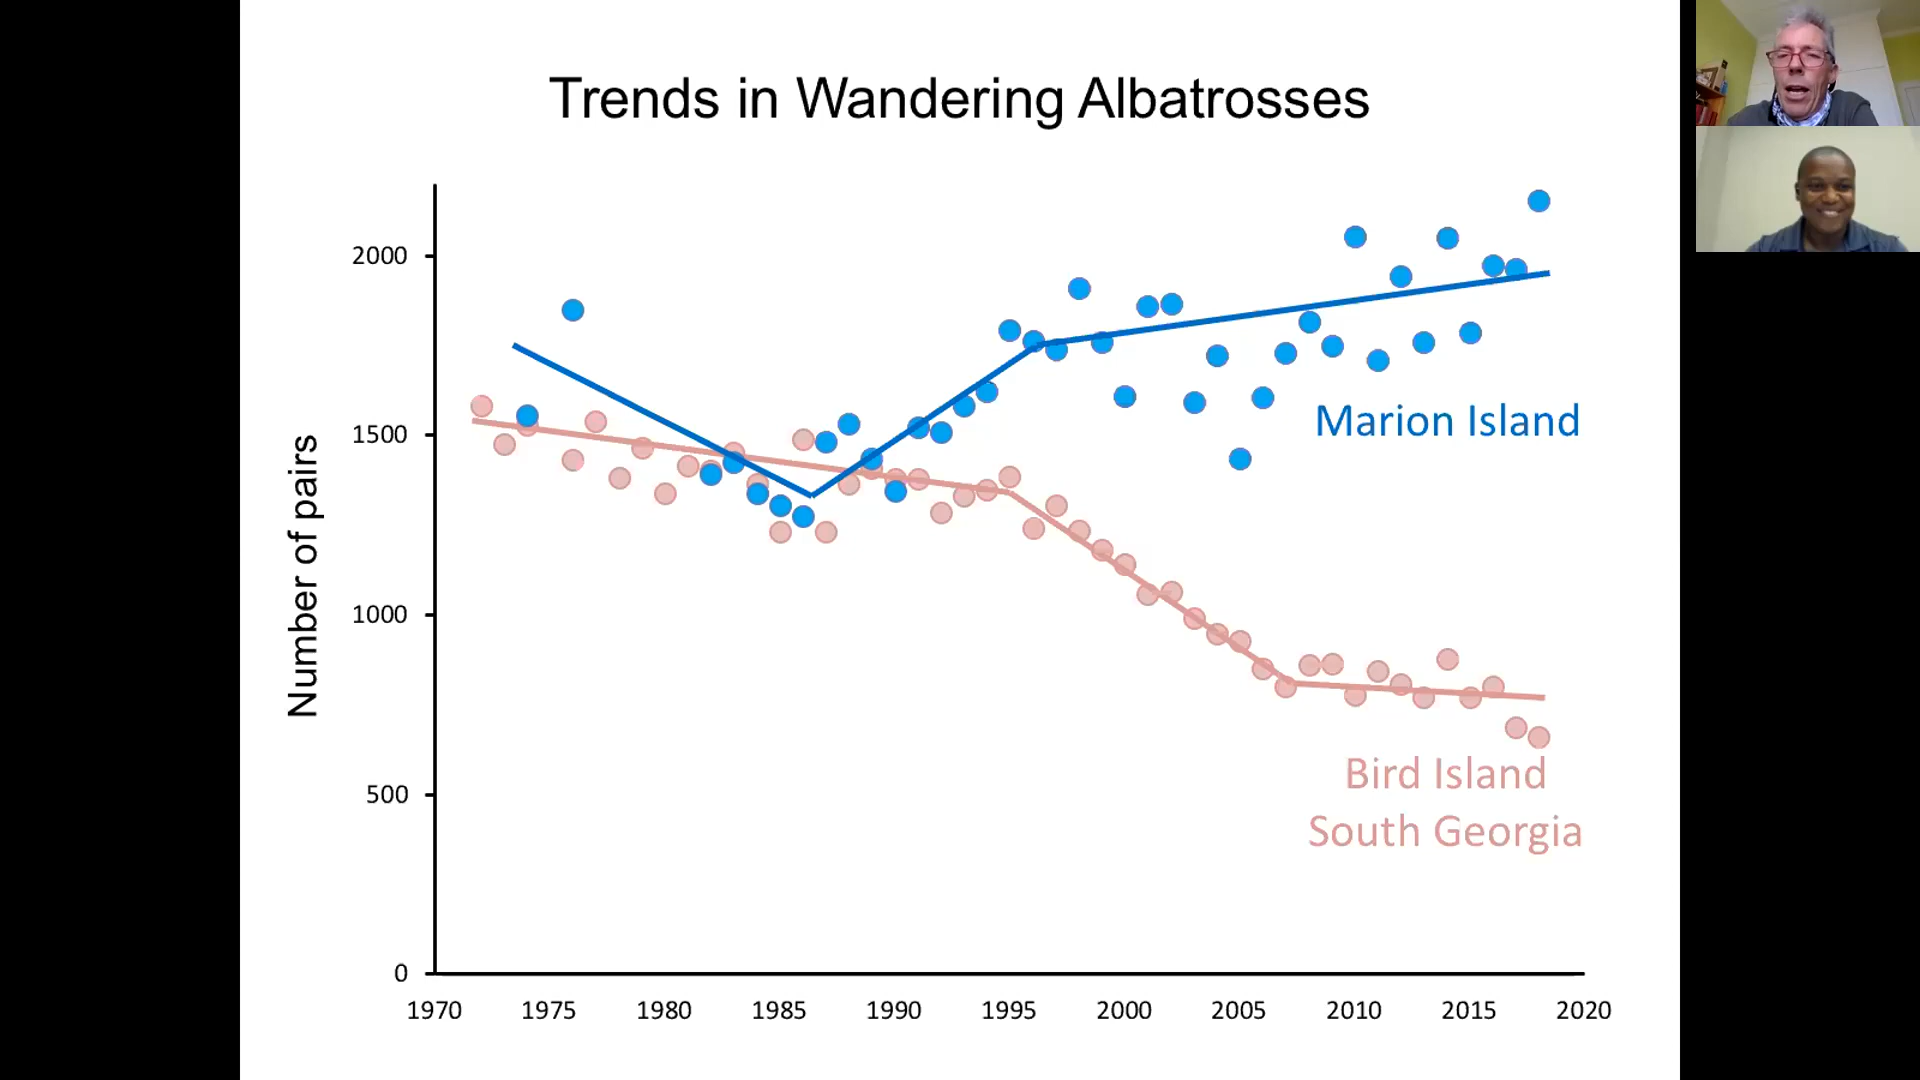 Trends in Wandering Albatrosses
Number of pairs
2000
1500
1000
500
0
Marion Island
Bird Island
South Georgia
1970 1975 1980 1985 1990 1995 2000 2005 2010 2015 2020